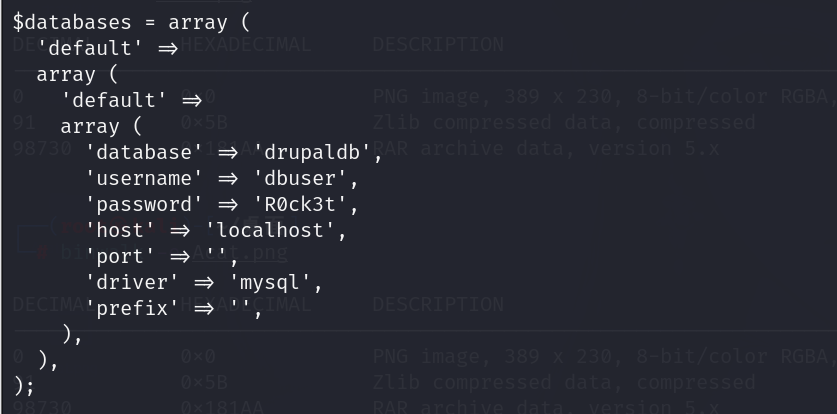 $databases = array (
  'default' =>
  array (
    'default' =>
    array (
      'database' => 'drupaldb',
      'username' => 'dbuser',
      'password' => 'R0ck3t',
      'host' => 'localhost',
      'port' => '',
      'driver' => 'mysql',
      'prefix' => '',
    ),
  ),
);
DECIMAL HEXADECIMAL DESCRIPTION
0 0×0 PNG image, 389 x 230, 8-bit/color RGBA,
91 0×5B Zlib compressed data, compressed
98730 0×181AA RAR archive data, version 5.x
DECIMAL HEXADECIMAL DESCRIPTION
0 0×0 PNG image, 389 x 230, 8-bit/color RGBA,
0×5B Zlib compressed data, compressed
98730 0×181AA RAR archive data, version 5.x